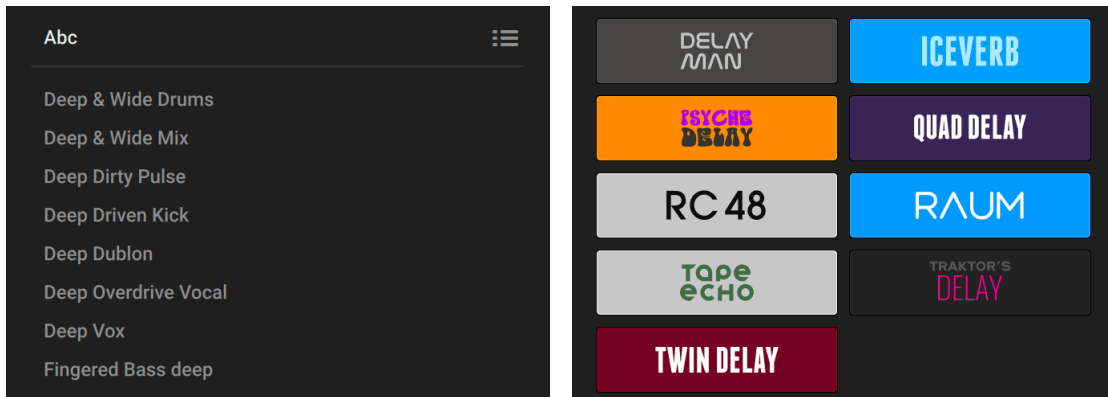 Abc
Deep & Wide Drums
Deep & Wide Mix
Deep Dirty Pulse
Deep Driven Kick
Deep Dublon
Deep Overdrive Vocal
Deep Vox
Fingered Bass deep
DELAY
MAN
ICEVERB
PSYCHE
DELAY
QUAD DELAY
RC 48
RAUM
TAPE
ECHO
TRAKTOR'S
DELAY
TWIN DELAY